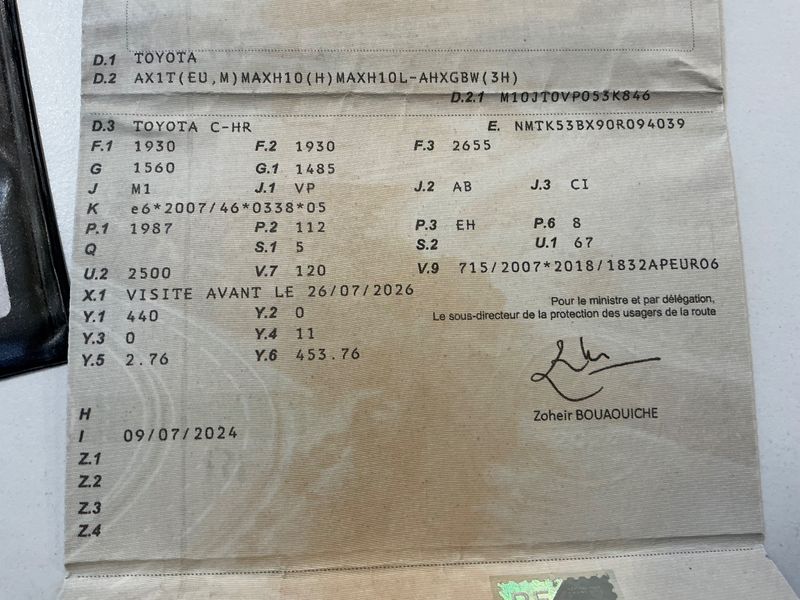 D.1 TOYOTA
D.2 AX1T(EU,M)MAXH10(H)MAXH10L-AHXGBW(3H)
D.2.1 M10JT0VP053K846
D.3 TOYOTA C-HR E. NMTK53BX90R094039
F.1 1930 F.2 1930 F.3 2655
G 1560 G.1 1485
J M1 J.1 VP J.2 AB J.3 CI
K e6*2007/46*0338*05
P.1 1987 P.2 112 P.3 EH P.6 8
Q S.1 5 S.2 U.1 67
U.2 2500 V.7 120 V.9 715/2007*2018/1832APEURO6
X.1 VISITE AVANT LE 26/07/2026
Pour le ministre et par délégation,
Y.1 440 Y.2 0
Le sous-directeur de la protection des usagers de la route
Y.3 0 Y.4 11
Y.5 2.76 Y.6 453.76
Zoheir BOUAOUICHE
H
I 09/07/2024
Z.1
Z.2
Z.3
Z.4